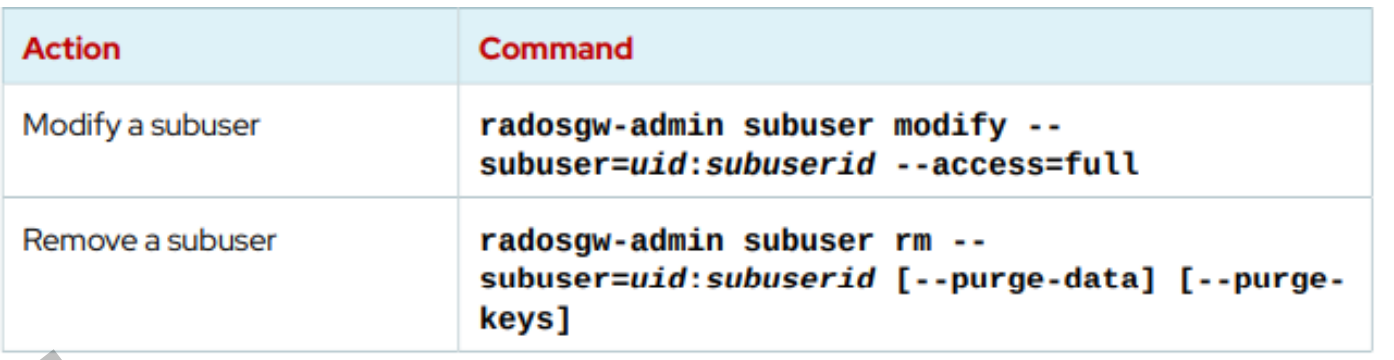 Action Command
Modify a subuser radosgw-admin subuser modify --
subuser=uid:subuserid --access=full
Remove a subuser radosgw-admin subuser rm --
subuser=uid:subuserid [--purge-data] [--purge-
keys]